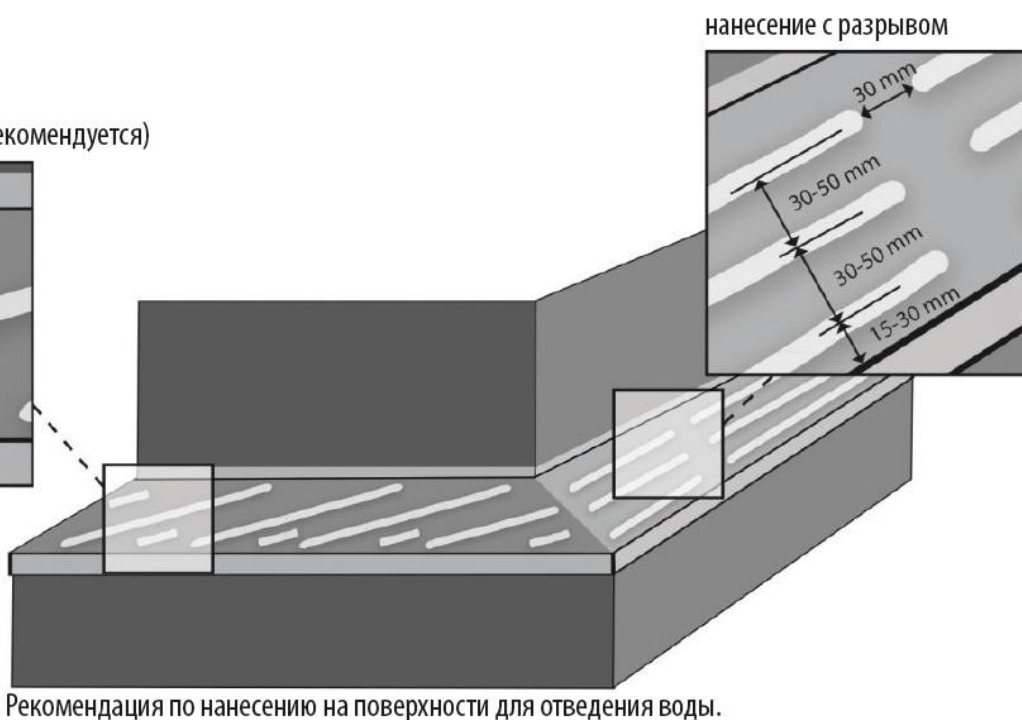 нанесение с разрывом
екомендуется)
30 mm
30-50 mm
30-50 mm
15-30 mm
Рекомендация по нанесению на поверхности для отведения воды.